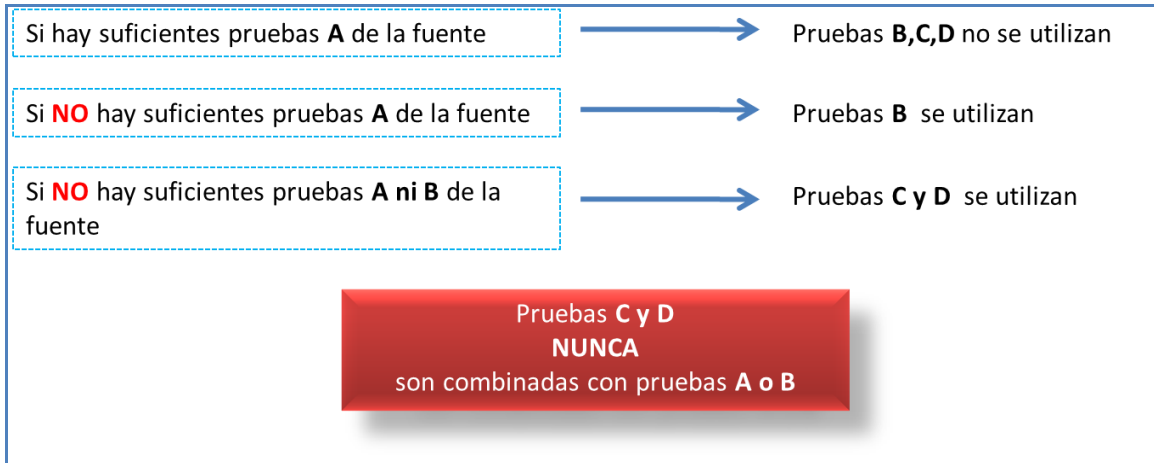 Si hay suficientes pruebas A de la fuente
Pruebas B,C,D no se utilizan
Si NO hay suficientes pruebas A de la fuente
Pruebas B se utilizan
Si NO hay suficientes pruebas A ni B de la
fuente
Pruebas C y D se utilizan
Pruebas C y D
NUNCA
son combinadas con pruebas A o B